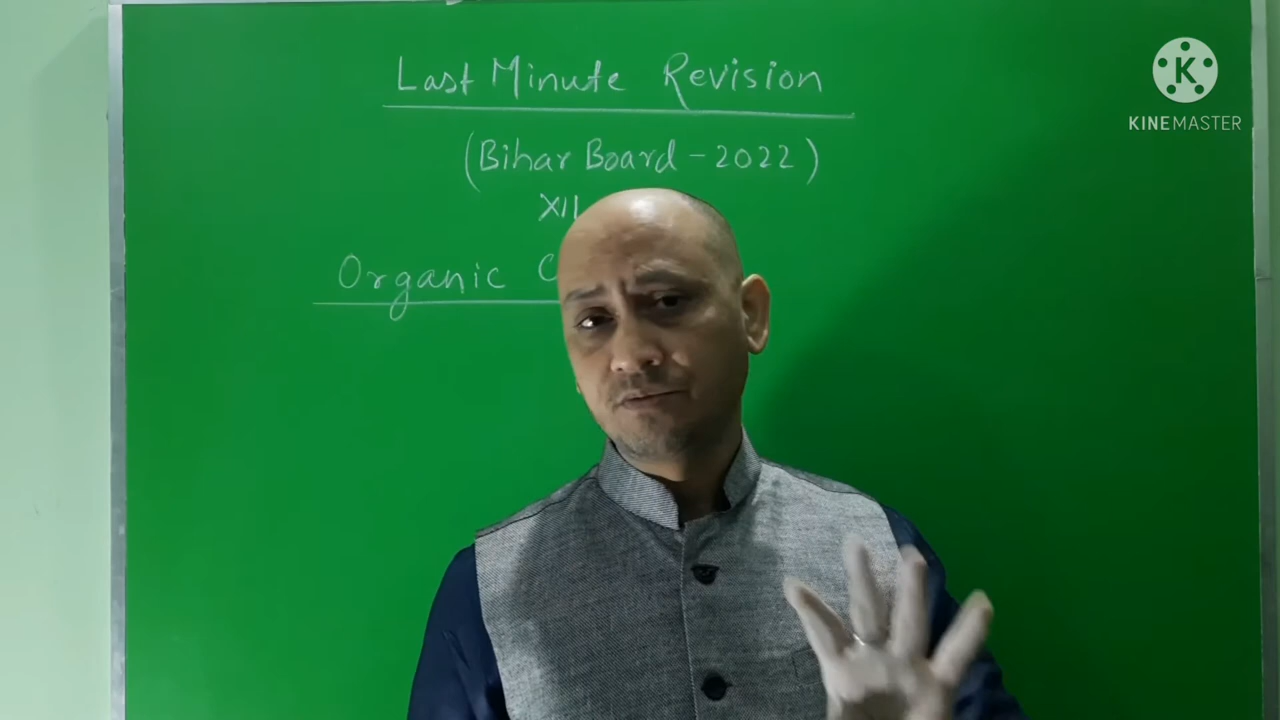 Last Minute Revision
(Bihar Board - 2022)
XII
Organic C
K
KINEMASTER